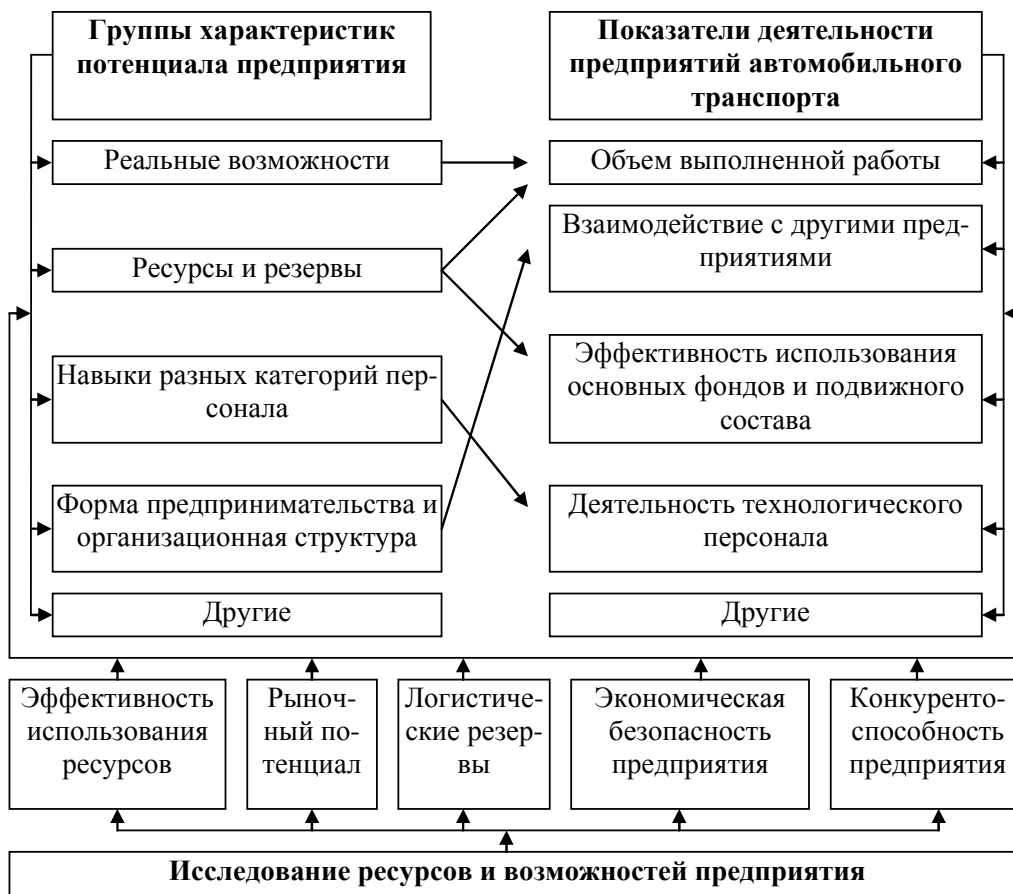 Группы характеристик
потенциала предприятия
Показатели деятельности
предприятий автомобильного
транспорта
Реальные возможности
Объем выполненной работы
Ресурсы и резервы
Взаимодействие с другими пред-
приятиями
Навыки разных категорий пер-
сонала
Эффективность использования
основных фондов и подвижного
состава
Форма предпринимательства и
организационная структура
Деятельность технологического
персонала
Другие
Другие
Эффективность
использования
ресурсов
Рыноч-
ный по-
тенциал
Логистиче-
ские резер-
вы
Экономическая
безопасность
предприятия
Конкуренто-
способность
предприятия
Исследование ресурсов и возможностей предприятия